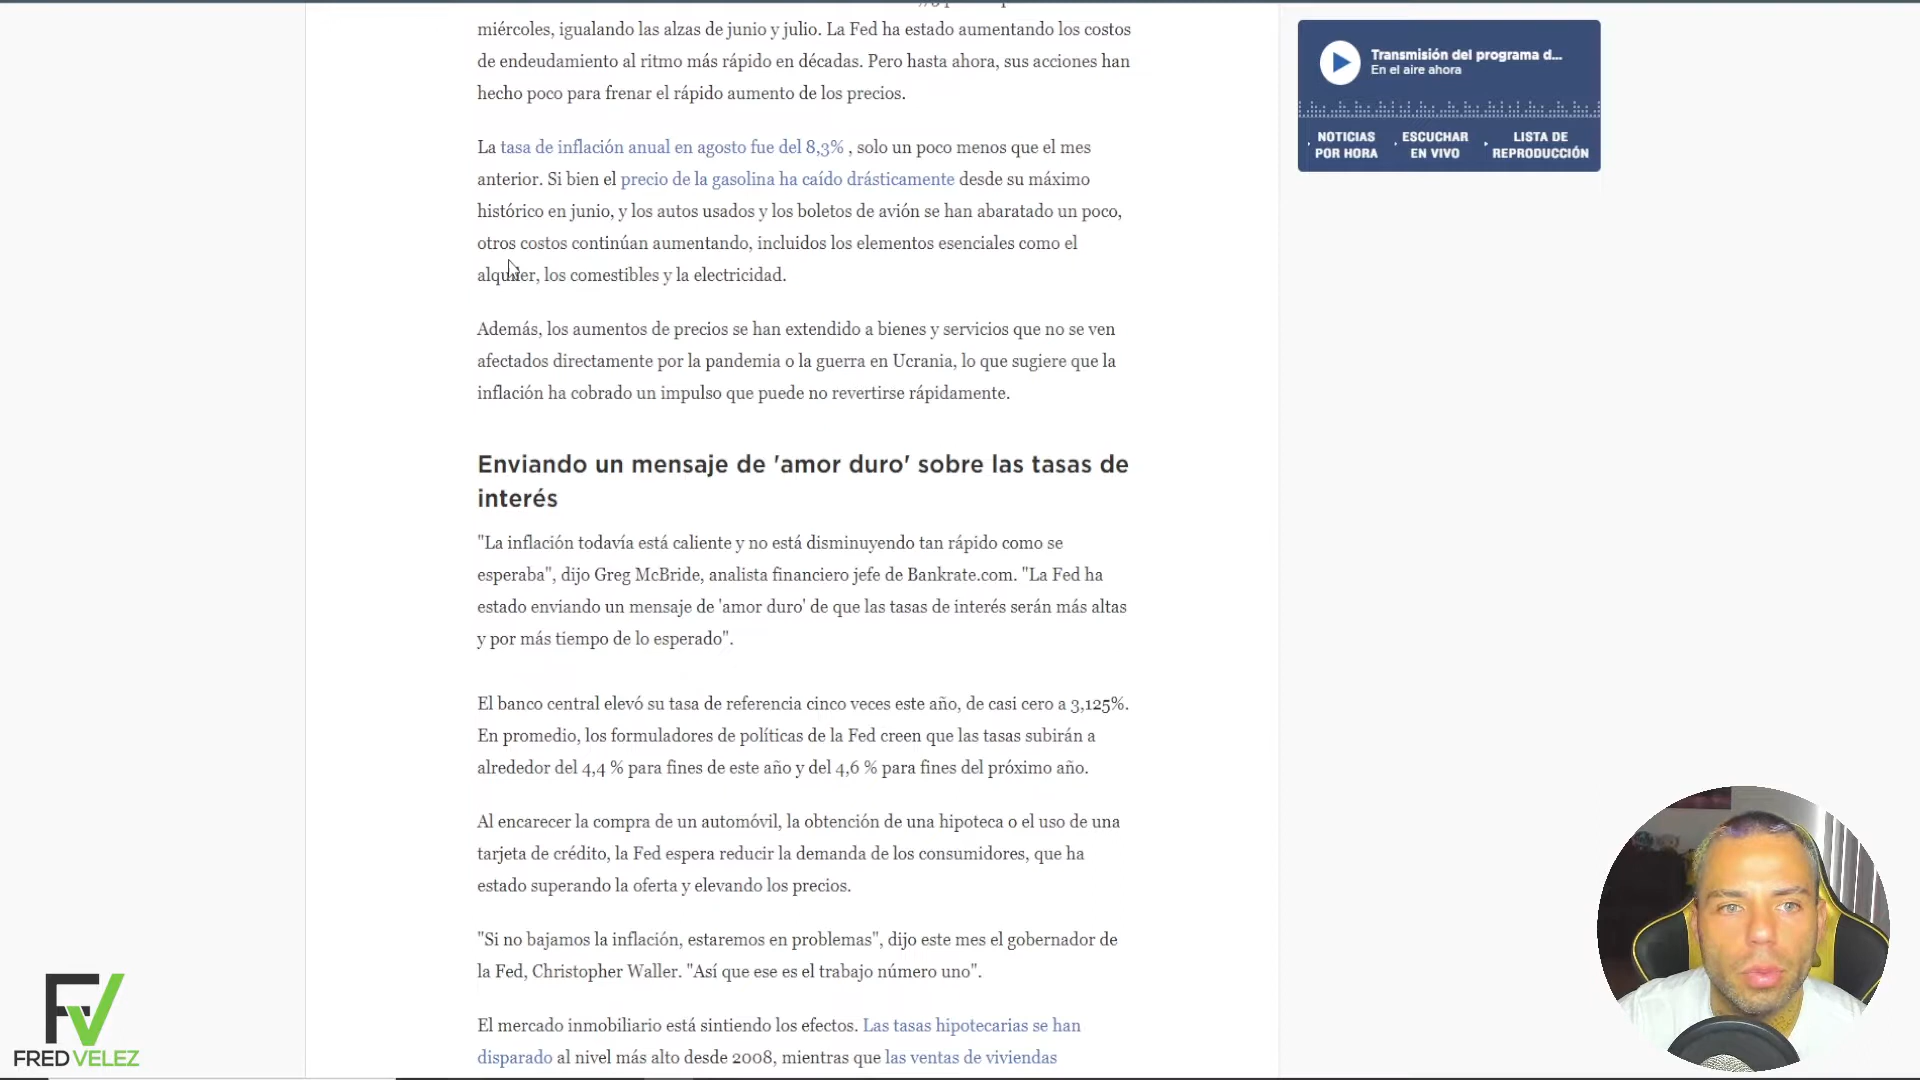 miércoles, igualando las alzas de junio y julio. La Fed ha estado aumentando los costos
de endeudamiento al ritmo más rápido en décadas. Pero hasta ahora, sus acciones han
hecho poco para frenar el rápido aumento de los precios.
La tasa de inflación anual en agosto fue del 8,3% , solo un poco menos que el mes
anterior. Si bien el precio de la gasolina ha caído drásticamente desde su máximo
histórico en junio, y los autos usados y los boletos de avión se han abaratado un poco,
otros costos continúan aumentando, incluidos los elementos esenciales como el
alquiler, los comestibles y la electricidad.
Además, los aumentos de precios se han extendido a bienes y servicios que no se ven
afectados directamente por la pandemia o la guerra en Ucrania, lo que sugiere que la
inflación ha cobrado un impulso que puede no revertirse rápidamente.
Enviando un mensaje de 'amor duro' sobre las tasas de
interés
"La inflación todavía está caliente y no está disminuyendo tan rápido como se
esperaba", dijo Greg McBride, analista financiero jefe de Bankrate.com. "La Fed ha
estado enviando un mensaje de 'amor duro' de que las tasas de interés serán más altas
y por más tiempo de lo esperado".
El banco central elevó su tasa de referencia cinco veces este año, de casi cero a 3,125%.
En promedio, los formuladores de políticas de la Fed creen que las tasas subirán a
alrededor del 4,4 % para fines de este año y del 4,6 % para fines del próximo año.
Al encarecer la compra de un automóvil, la obtención de una hipoteca o el uso de una
tarjeta de crédito, la Fed espera reducir la demanda de los consumidores, que ha
estado superando la oferta y elevando los precios.
"Si no bajamos la inflación, estaremos en problemas", dijo este mes el gobernador de
la Fed, Christopher Waller. "Así que ese es el trabajo número uno".
El mercado inmobiliario está sintiendo los efectos. Las tasas hipotecarias se han
disparado al nivel más alto desde 2008, mientras que las ventas de viviendas
Transmisión del programa d...
En el aire ahora
NOTICIAS
POR HORA
ESCUCHAR
EN VIVO
LISTA DE
REPRODUCCIÓN
FV
FRED VELEZ